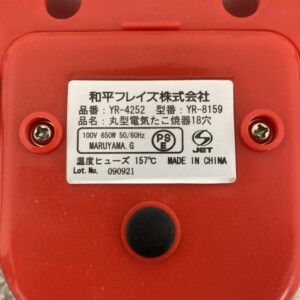 和平フレイズ株式会社
品番：YR-4252 型番：YR-8159
品名：丸型電気たこ焼器18穴
100V 650W 50/60Hz
MARUYAMA.G
PSE
JET
温度ヒューズ 157℃ MADE IN CHINA
Lot.No. 090921